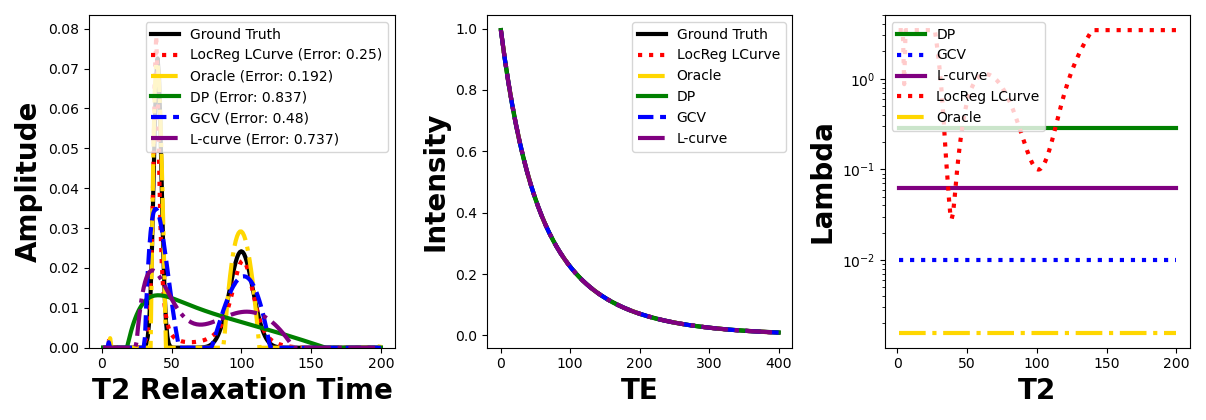 0.08
0.07
0.06
0.05
0.04
0.03
0.02
0.01
0.00
Amplitude
Ground Truth
LocReg LCurve (Error: 0.25)
Oracle (Error: 0.192)
DP (Error: 0.837)
GCV (Error: 0.48)
L-curve (Error: 0.737)
0 50 100 150 200
T2 Relaxation Time
1.0
0.8
0.6
0.4
0.2
0.0
Intensity
Ground Truth
LocReg LCurve
Oracle
DP
GCV
L-curve
0 100 200 300 400
TE
10⁰
10⁻¹
10⁻²
Lambda
DP
GCV
L-curve
LocReg LCurve
Oracle
0 50 100 150 200
T2